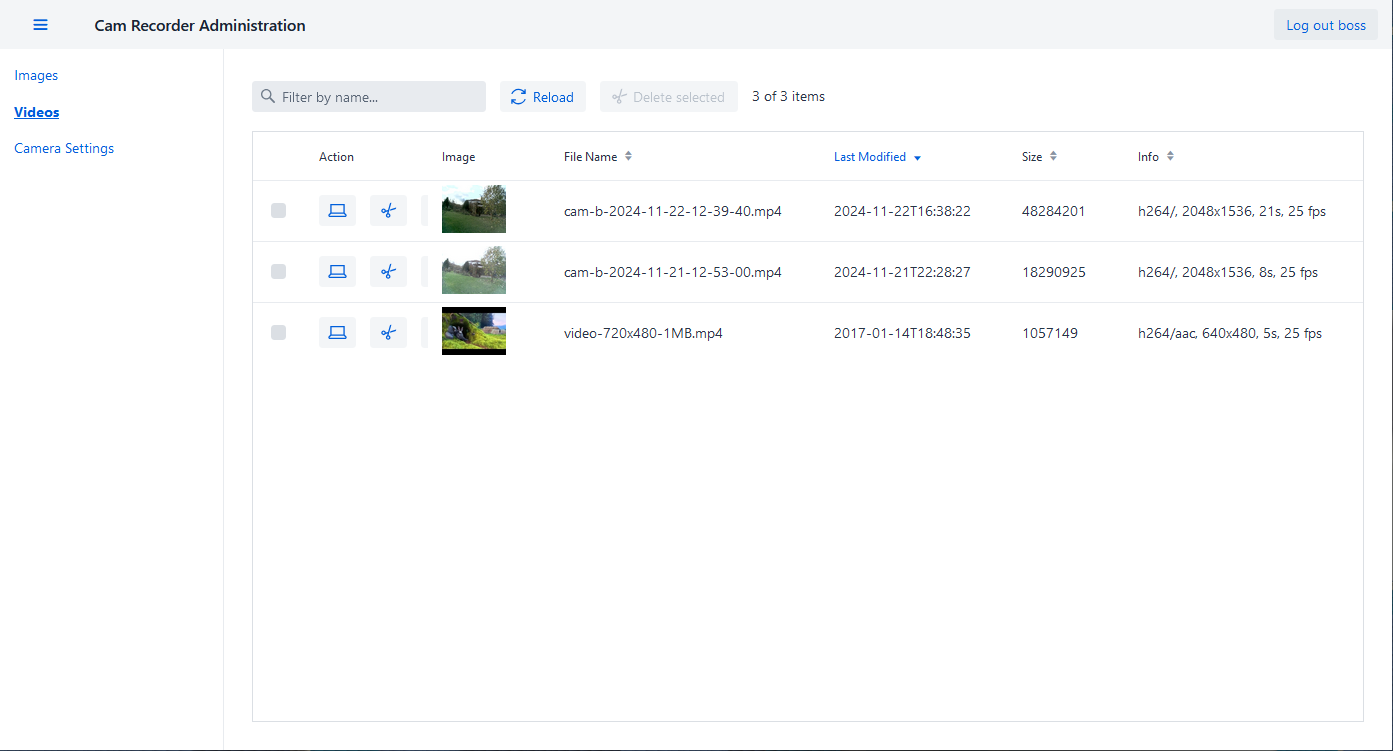 Cam Recorder Administration
Log out boss
Images
Videos
Camera Settings
Filter by name...
Reload
Delete selected
3 of 3 items
Action Image File Name Last Modified Size Info
cam-b-2024-11-22-12-39-40.mp4 2024-11-22T16:38:22 48284201 h264/, 2048x1536, 21s, 25 fps
cam-b-2024-11-21-12-53-00.mp4 2024-11-21T22:28:27 18290925 h264/, 2048x1536, 8s, 25 fps
video-720x480-1MB.mp4 2017-01-14T18:48:35 1057149 h264/aac, 640x480, 5s, 25 fps